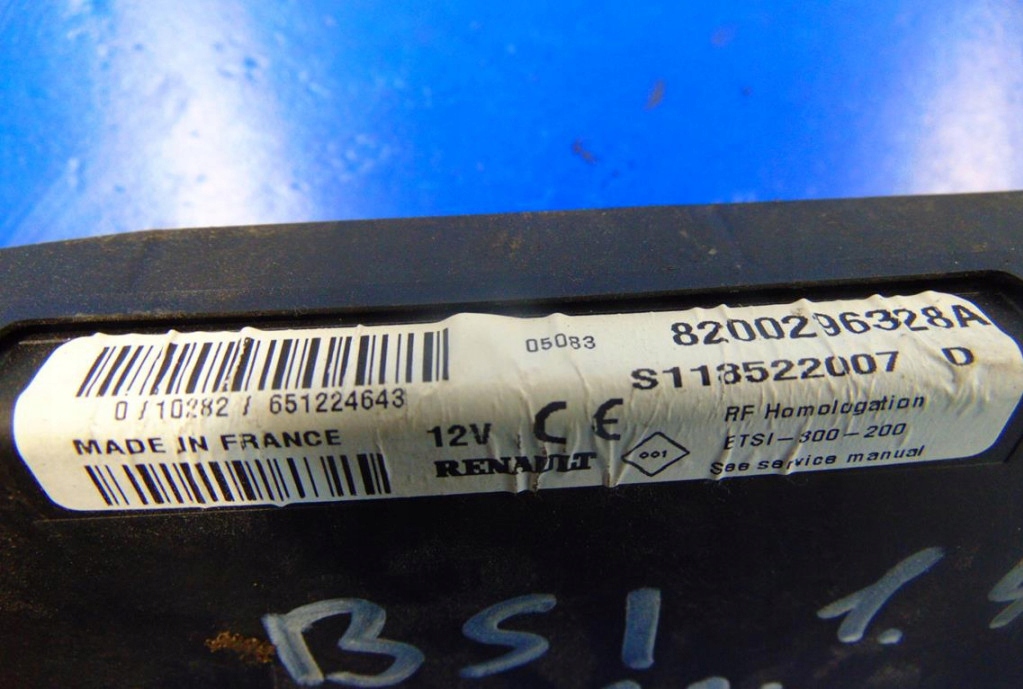 05083 8200296328A
S118522007 D
0 / 10282 / 651224643
MADE IN FRANCE
12V CE
RENAULT
001
RF Homologation
ETSI-300-200
See service manual
BSI 1.